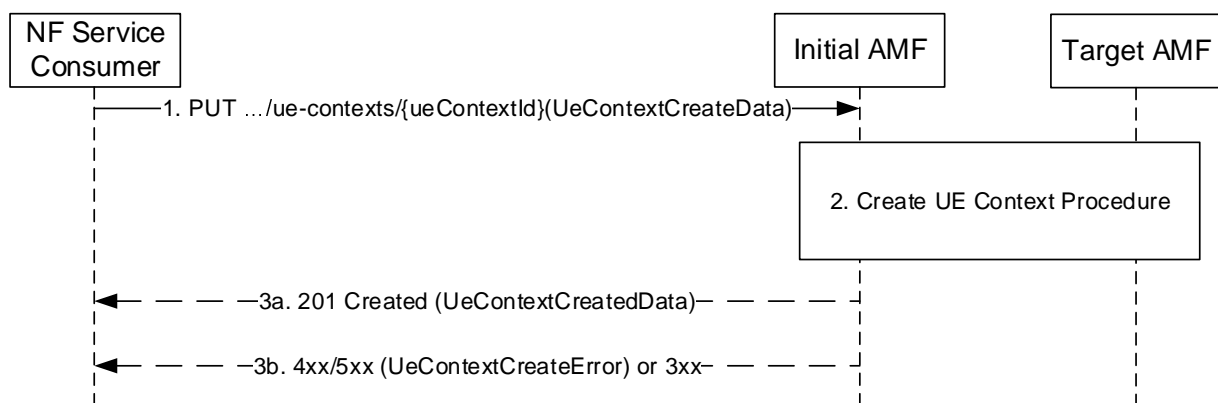 NF Service
Consumer
Initial AMF
Target AMF
1. PUT …/ue-contexts/{ueContextId}(UeContextCreateData)
2. Create UE Context Procedure
3a. 201 Created (UeContextCreatedData)
3b. 4xx/5xx (UeContextCreateError) or 3xx